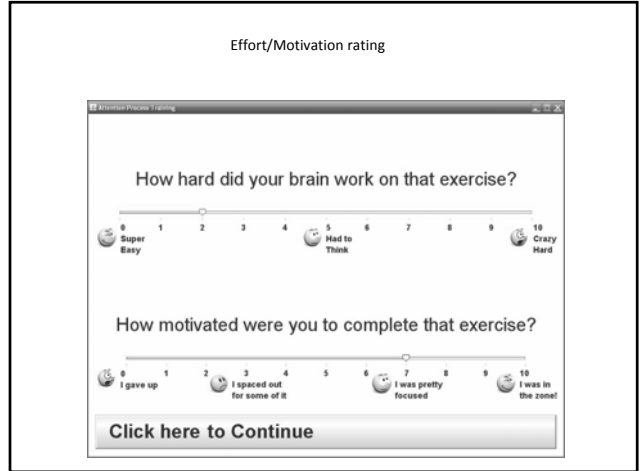 Effort/Motivation rating
Attention Process Training
How hard did your brain work on that exercise?
0 1 2 3 4 5 6 7 8 9 10
Super Easy
Had to Think
Crazy Hard
How motivated were you to complete that exercise?
0 1 2 3 4 5 6 7 8 9 10
I gave up
I spaced out for some of it
I was pretty focused
I was in the zone!
Click here to Continue